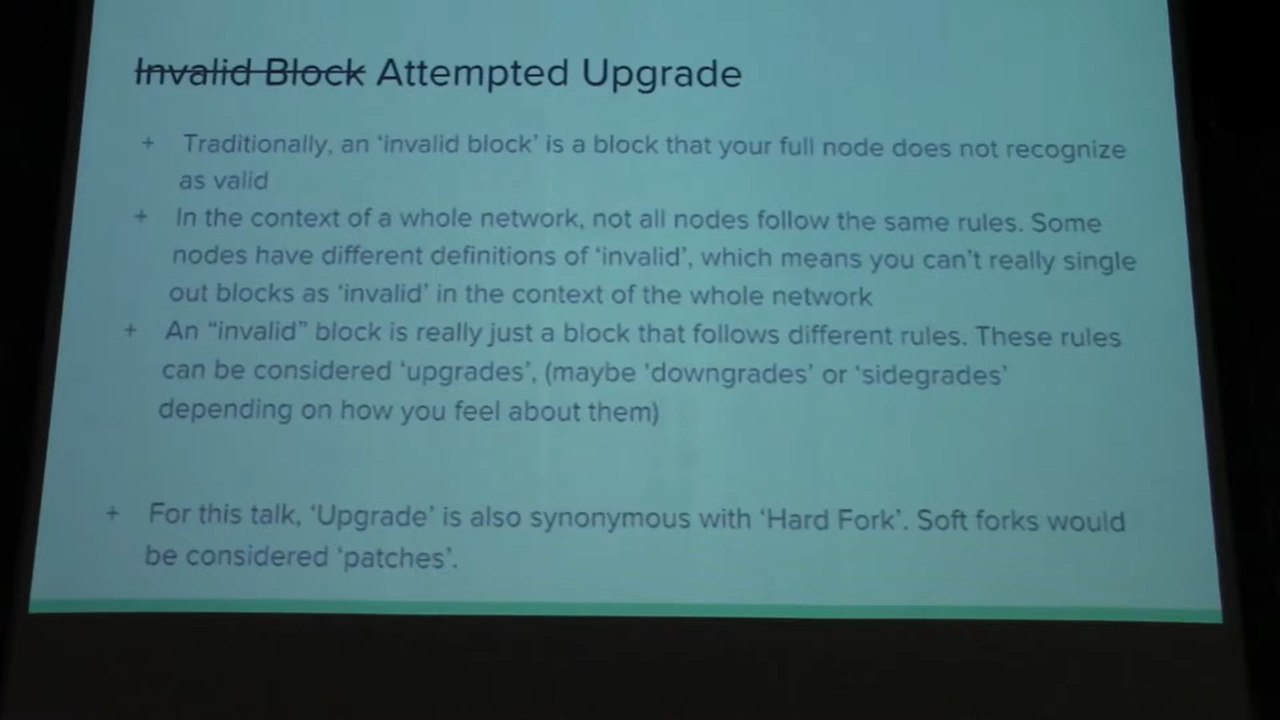 Invalid Block Attempted Upgrade
+ Traditionally, an ‘invalid block’ is a block that your full node does not recognize
as valid
+ In the context of a whole network, not all nodes follow the same rules. Some
nodes have different definitions of ‘invalid’, which means you can’t really single
out blocks as ‘invalid’ in the context of the whole network
+ An “invalid” block is really just a block that follows different rules. These rules
can be considered ‘upgrades’, (maybe ‘downgrades’ or ‘sidegrades’
depending on how you feel about them)
+ For this talk, ‘Upgrade’ is also synonymous with ‘Hard Fork’. Soft forks would
be considered ‘patches’.